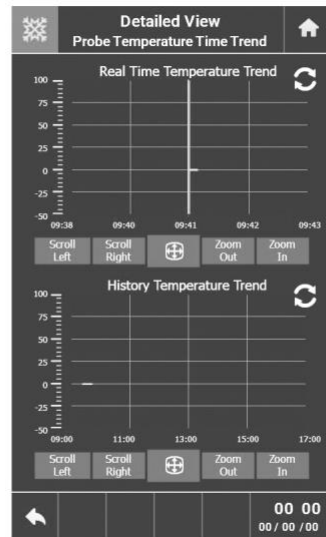 Detailed View
Probe Temperature Time Trend
Real Time Temperature Trend
100
75
50
25
0
-25
-50
09:38 09:40 09:41 09:42 09:43
Scroll Left
Scroll Right
Zoom Out
Zoom In
History Temperature Trend
100
75
50
25
0
-25
-50
09:00 11:00 13:00 15:00 17:00
Scroll Left
Scroll Right
Zoom Out
Zoom In
00 00
00 / 00 / 00